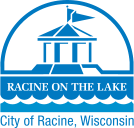 RACINE ON THE LAKE
City of Racine, Wisconsin